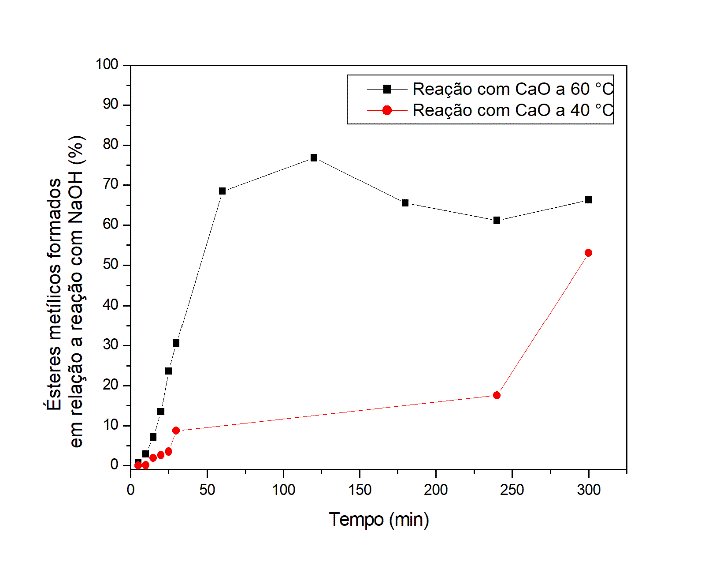 100
90
80
70
60
50
40
30
20
10
0
0 50 100 150 200 250 300
Tempo (min)
Ésteres metílicos formados
em relação a reação com NaOH (%)
Reação com CaO a 60 °C
Reação com CaO a 40 °C